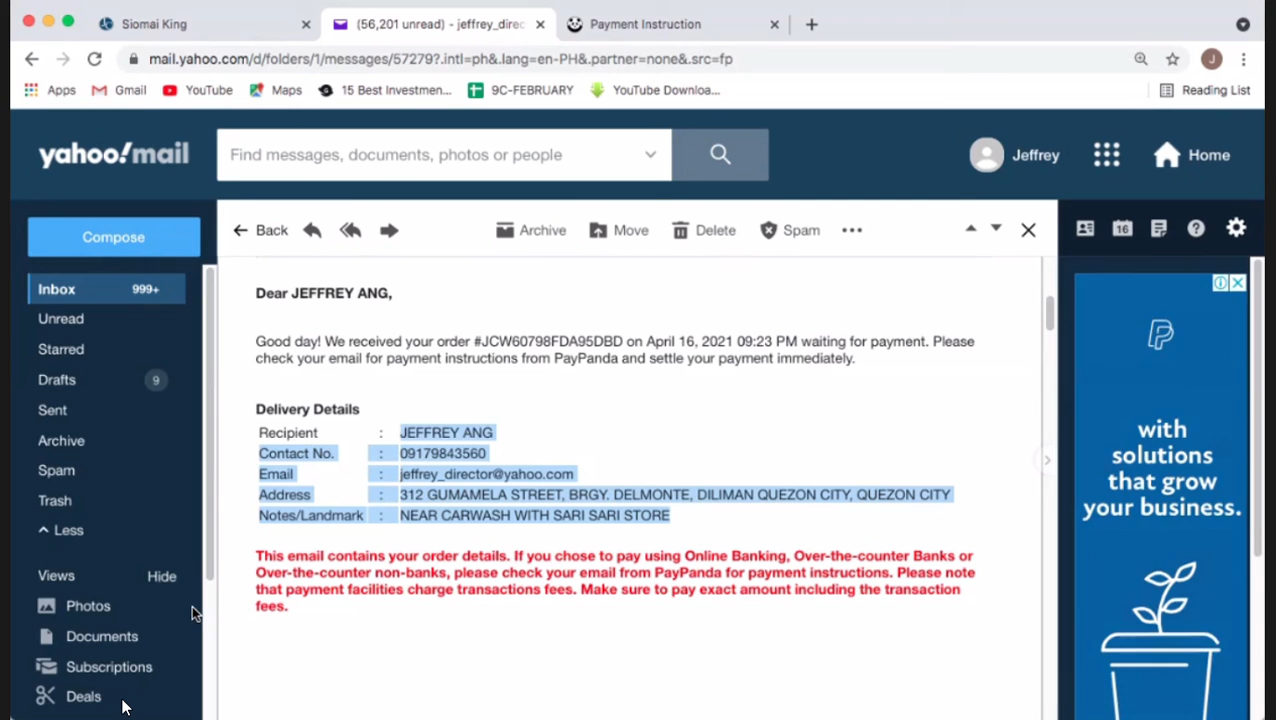 Siomai King
(56,201 unread) - jeffrey_direc
Payment Instruction
mail.yahoo.com/d/folders/1/messages/57279?.intl=ph&.lang=en-PH&.partner=none&.src=fp
J
Apps
Gmail
YouTube
Maps
15 Best Investmen...
9C-FEBRUARY
YouTube Downloa...
Reading List
yahoo!mail
Find messages, documents, photos or people
Jeffrey
Home
Compose
Back
Archive
Move
Delete
Spam
16
Inbox 999+
Unread
Starred
Drafts 9
Sent
Archive
Spam
Trash
Less
Views Hide
Photos
Documents
Subscriptions
Deals
Dear JEFFREY ANG,
Good day! We received your order #JCW60798FDA95DBD on April 16, 2021 09:23 PM waiting for payment. Please
check your email for payment instructions from PayPanda and settle your payment immediately.
Delivery Details
Recipient : JEFFREY ANG
Contact No. : 09179843560
Email : jeffrey_director@yahoo.com
Address : 312 GUMAMELA STREET, BRGY. DELMONTE, DILIMAN QUEZON CITY, QUEZON CITY
Notes/Landmark : NEAR CARWASH WITH SARI SARI STORE
This email contains your order details. If you chose to pay using Online Banking, Over-the-counter Banks or
Over-the-counter non-banks, please check your email from PayPanda for payment instructions. Please note
that payment facilities charge transactions fees. Make sure to pay exact amount including the transaction
fees.
with
solutions
that grow
your business.